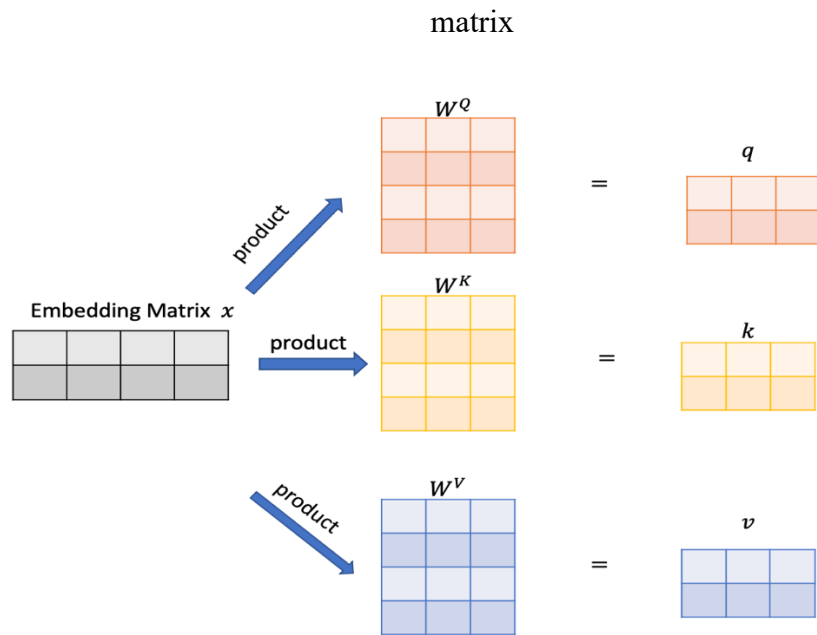 matrix
W^Q
q
product
=
Embedding Matrix x
W^K
k
product
=
product
W^V
v
=